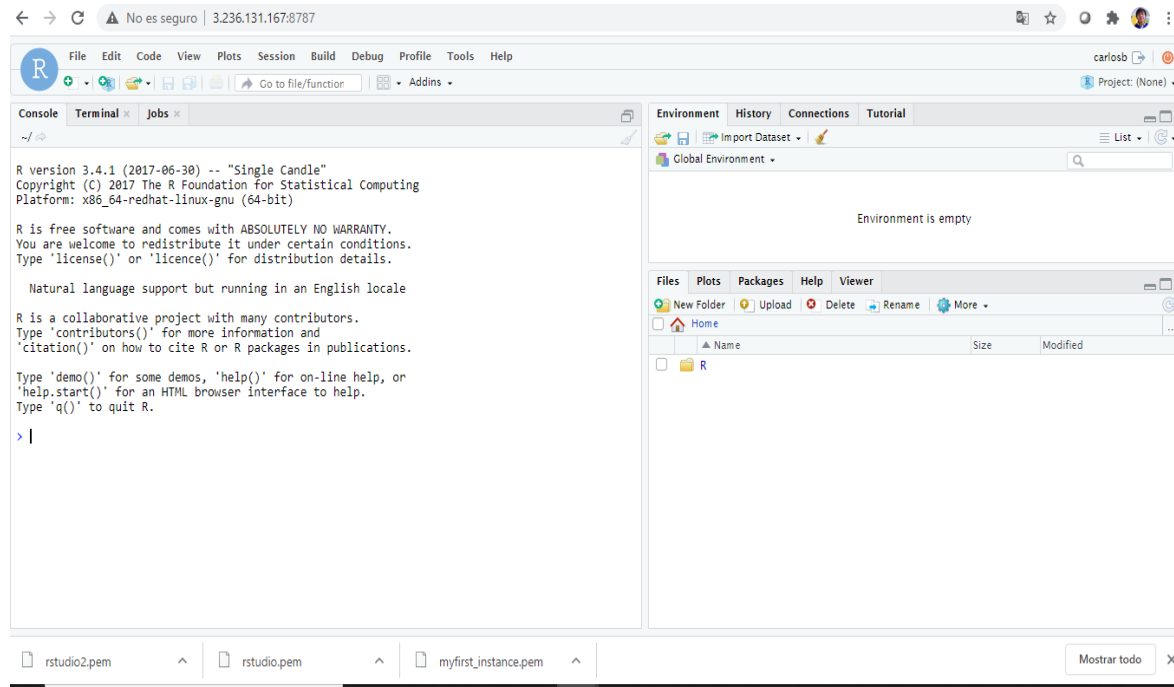 No es seguro | 3.236.131.167:8787
R
File Edit Code View Plots Session Build Debug Profile Tools Help
carlosb
Go to file/function
Addins
R Project: (None)
Console Terminal Jobs
~/
R version 3.4.1 (2017-06-30) -- "Single Candle"
Copyright (C) 2017 The R Foundation for Statistical Computing
Platform: x86_64-redhat-linux-gnu (64-bit)
R is free software and comes with ABSOLUTELY NO WARRANTY.
You are welcome to redistribute it under certain conditions.
Type 'license()' or 'licence()' for distribution details.
Natural language support but running in an English locale
R is a collaborative project with many contributors.
Type 'contributors()' for more information and
'citation()' on how to cite R or R packages in publications.
Type 'demo()' for some demos, 'help()' for on-line help, or
'help.start()' for an HTML browser interface to help.
Type 'q()' to quit R.
>
Environment History Connections Tutorial
Import Dataset
List
Global Environment
Environment is empty
Files Plots Packages Help Viewer
New Folder Upload Delete Rename More
Home
...
Name Size Modified
R
rstudio2.pem
rstudio.pem
myfirst_instance.pem
Mostrar todo